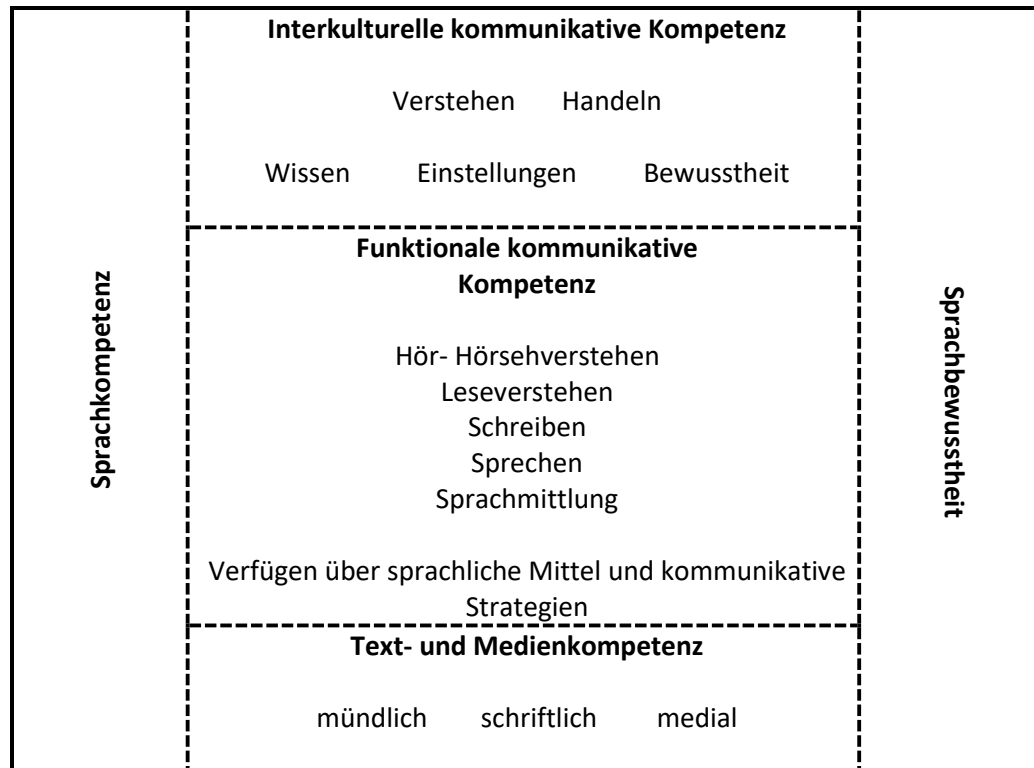 Interkulturelle kommunikative Kompetenz
Verstehen Handeln
Wissen Einstellungen Bewusstheit
Funktionale kommunikative
Kompetenz
Hör- Hörsehverstehen
Leseverstehen
Schreiben
Sprechen
Sprachmittlung
Verfügen über sprachliche Mittel und kommunikative
Strategien
Text- und Medienkompetenz
mündlich schriftlich medial
Sprachkompetenz
Sprachbewusstheit